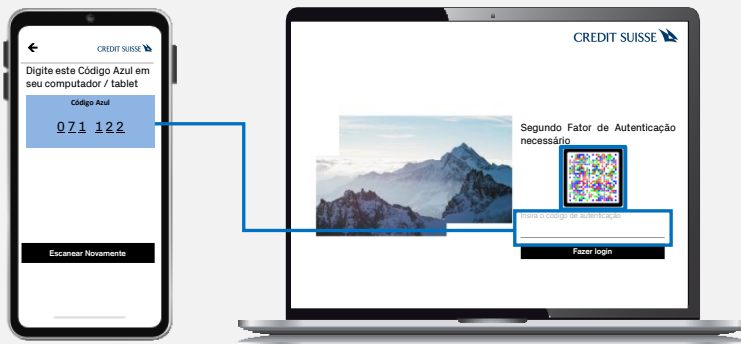 CREDIT SUISSE
Digite este Código Azul em
seu computador / tablet
Código Azul
071 122
Escanear Novamente
CREDIT SUISSE
Segundo Fator de Autenticação
necessário
Insira o código de autenticação
Fazer login